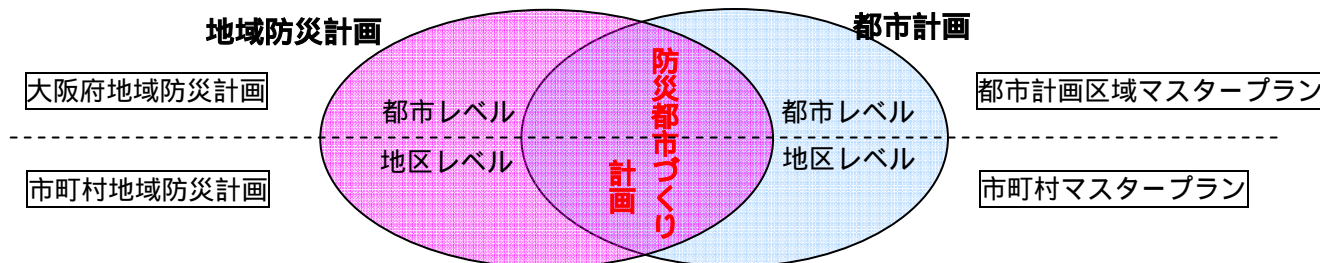 地域防災計画
都市計画
大阪府地域防災計画
都市計画区域マスタープラン
都市レベル
防災都市づくり
計画
都市レベル
地区レベル
地区レベル
市町村地域防災計画
市町村マスタープラン